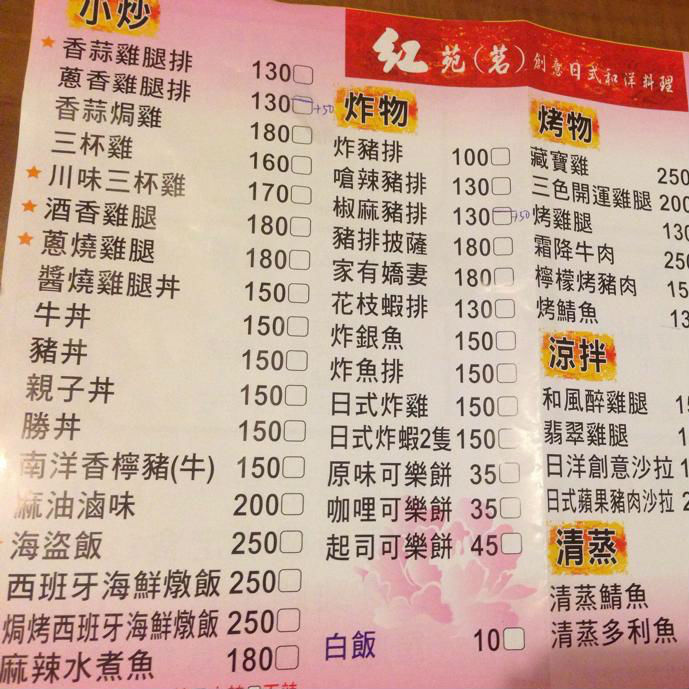 小炒
香蒜雞腿排 130
蔥香雞腿排 130 +50
香蒜焗雞 180
三杯雞 160
川味三杯雞 170
酒香雞腿 180
蔥燒雞腿 180
醬燒雞腿丼 150
牛丼 150
豬丼 150
親子丼 150
勝丼 150
南洋香檸豬(牛) 150
麻油滷味 200
海盜飯 250
西班牙海鮮燉飯 250
焗烤西班牙海鮮燉飯 250
麻辣水煮魚 180
紅苑(茗)創意日式和洋料理
炸物
炸豬排 100
嗆辣豬排 130
椒麻豬排 130 +50
豬排披薩 180
家有嬌妻 180
花枝蝦排 130
炸銀魚 150
炸魚排 150
日式炸雞 150
日式炸蝦2隻 150
原味可樂餅 35
咖哩可樂餅 35
起司可樂餅 45
白飯 10
烤物
藏寶雞 250
三色開運雞腿 200
烤雞腿
霜降牛肉
檸檬烤豬肉
烤鯖魚
涼拌
和風醉雞腿
翡翠雞腿
日洋創意沙拉
日式蘋果豬肉沙拉
清蒸
清蒸鯖魚
清蒸多利魚